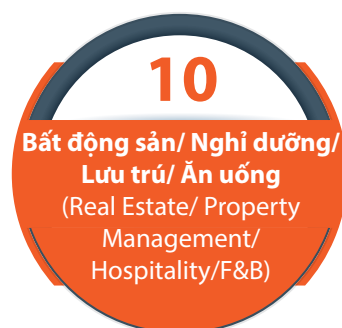 10
Bất động sản/ Nghỉ dưỡng/
Lưu trú/ Ăn uống
(Real Estate/ Property
Management/
Hospitality/F&B)